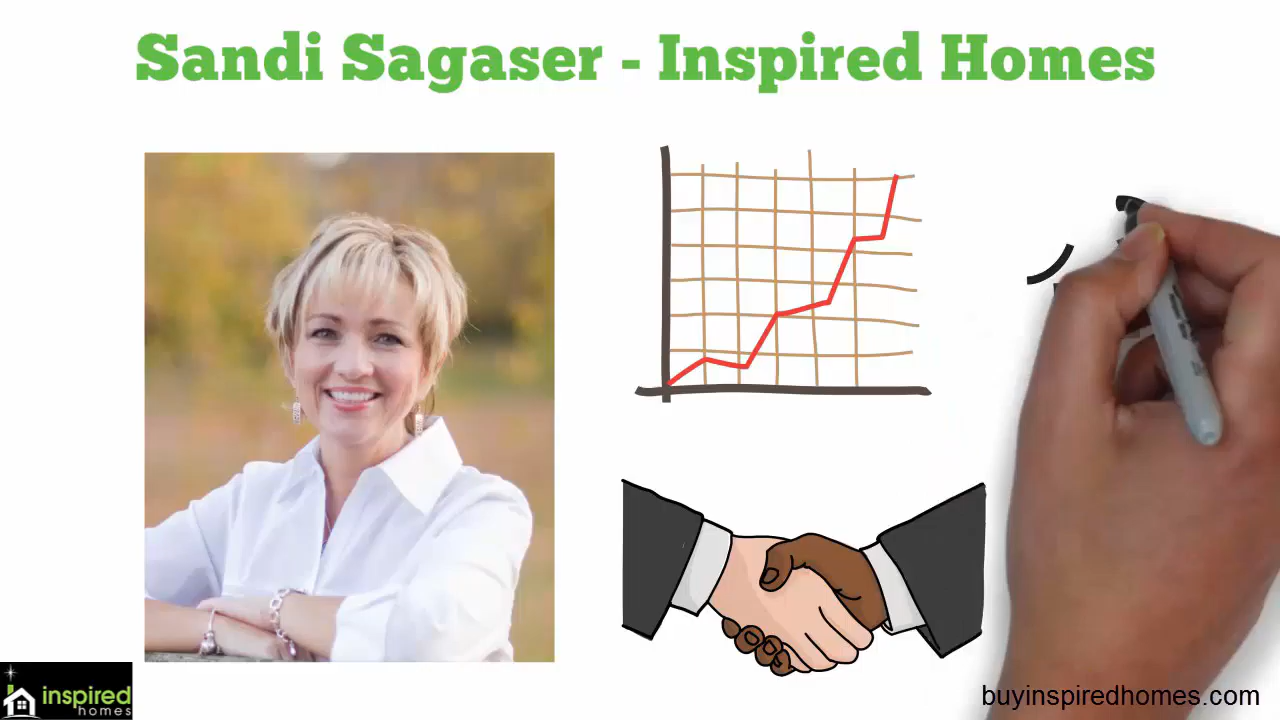 Sandi Sagaser - Inspired Homes
inspired
homes
buyinspiredhomes.com